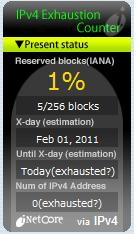 IPv4 Exhaustion
Counter
▼Present status
Reserved blocks(IANA)
1%
5/256 blocks
X-day (estimation)
Feb 01, 2011
Until X-day (estimation)
Today(exhausted?)
Num of IPv4 Address
0(exhausted?)
iNetCore via IPv4